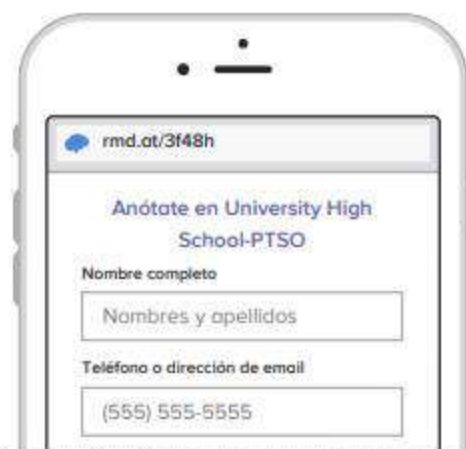 rmd.at/3f48h
Anótate en University High
School-PTSO
Nombre completo
Nombres y apellidos
Teléfono o dirección de email
(555) 555-5555